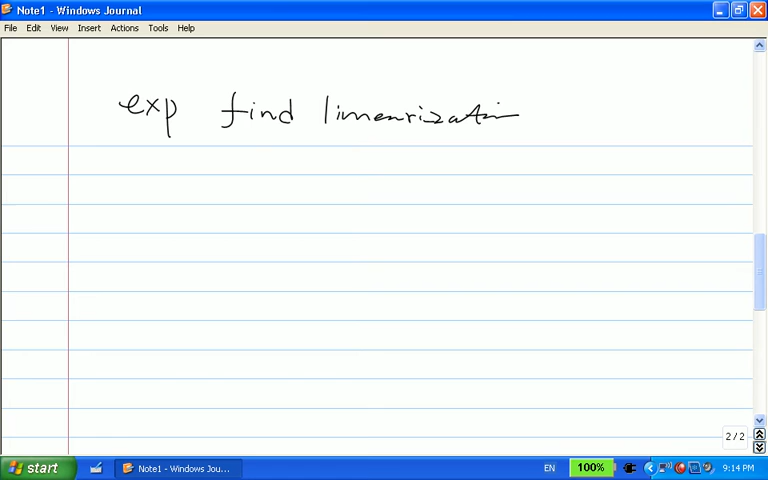 Note1 - Windows Journal
File Edit View Insert Actions Tools Help
exp find linearization
2/2
start Note1 - Windows Jou... EN 100% 9:14 PM